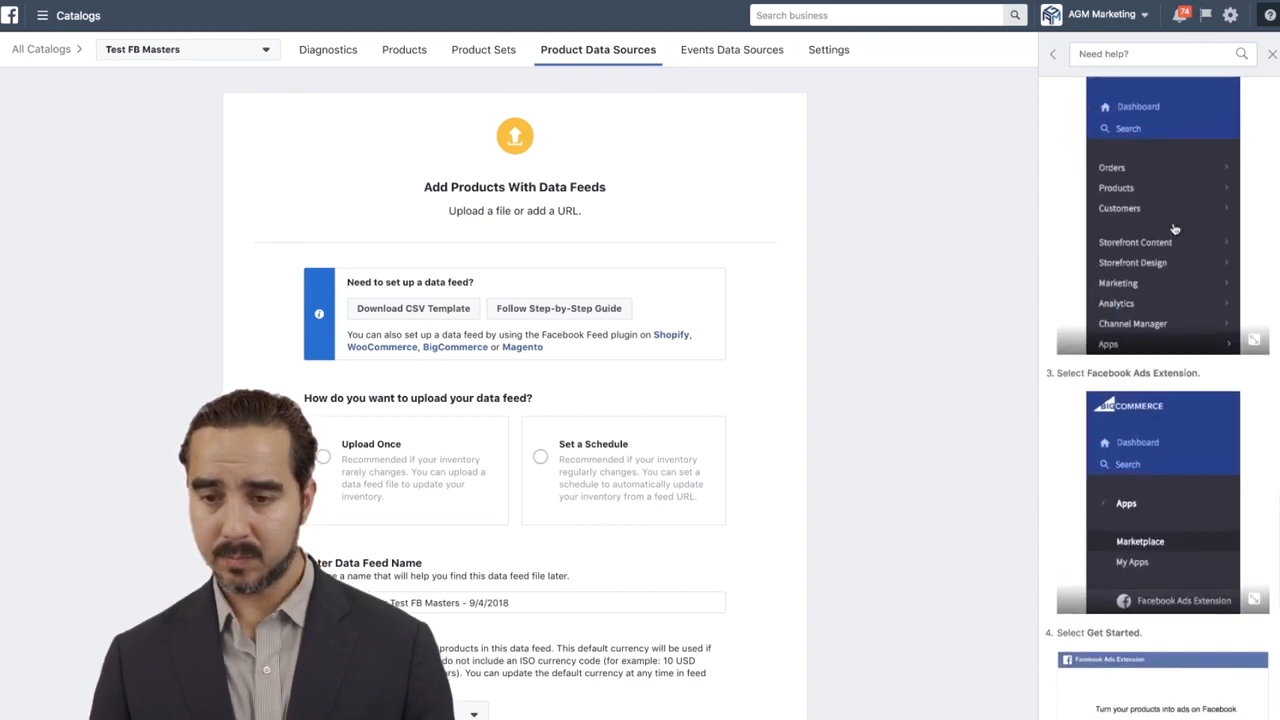 Catalogs
Search business
AGM Marketing
74
All Catalogs
Test FB Masters
Diagnostics
Products
Product Sets
Product Data Sources
Events Data Sources
Settings
Need help?
Add Products With Data Feeds
Upload a file or add a URL.
Need to set up a data feed?
Download CSV Template
Follow Step-by-Step Guide
You can also set up a data feed by using the Facebook Feed plugin on Shopify,
WooCommerce, BigCommerce or Magento
How do you want to upload your data feed?
Upload Once
Recommended if your inventory
rarely changes. You can upload a
data feed file to update your
inventory.
Set a Schedule
Recommended if your inventory
regularly changes. You can set a
schedule to automatically update
your inventory from a feed URL.
ter Data Feed Name
e a name that will help you find this data feed file later.
Test FB Masters - 9/4/2018
products in this data feed. This default currency will be used if
do not include an ISO currency code (for example: 10 USD
rs). You can update the default currency at any time in feed
Dashboard
Search
Orders
Products
Customers
Storefront Content
Storefront Design
Marketing
Analytics
Channel Manager
Apps
3. Select Facebook Ads Extension.
BIGCOMMERCE
Dashboard
Search
Apps
Marketplace
My Apps
Facebook Ads Extension
4. Select Get Started.
Facebook Ads Extension
Turn your products into ads on Facebook